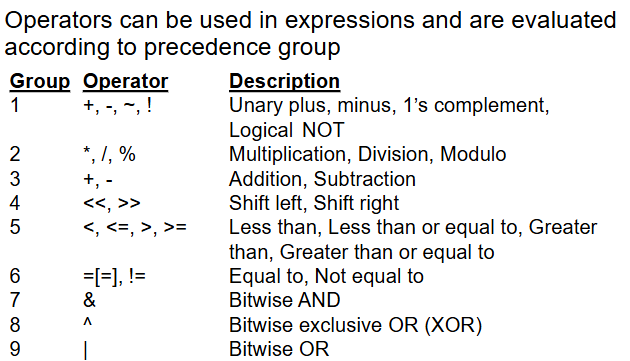 Operators can be used in expressions and are evaluated
according to precedence group
Group Operator Description
1 +, -, ~, ! Unary plus, minus, 1's complement,
Logical NOT
2 *, /, % Multiplication, Division, Modulo
3 +, - Addition, Subtraction
4 <<, >> Shift left, Shift right
5 <, <=, >, >= Less than, Less than or equal to, Greater
than, Greater than or equal to
6 =[=], != Equal to, Not equal to
7 & Bitwise AND
8 ^ Bitwise exclusive OR (XOR)
9 | Bitwise OR